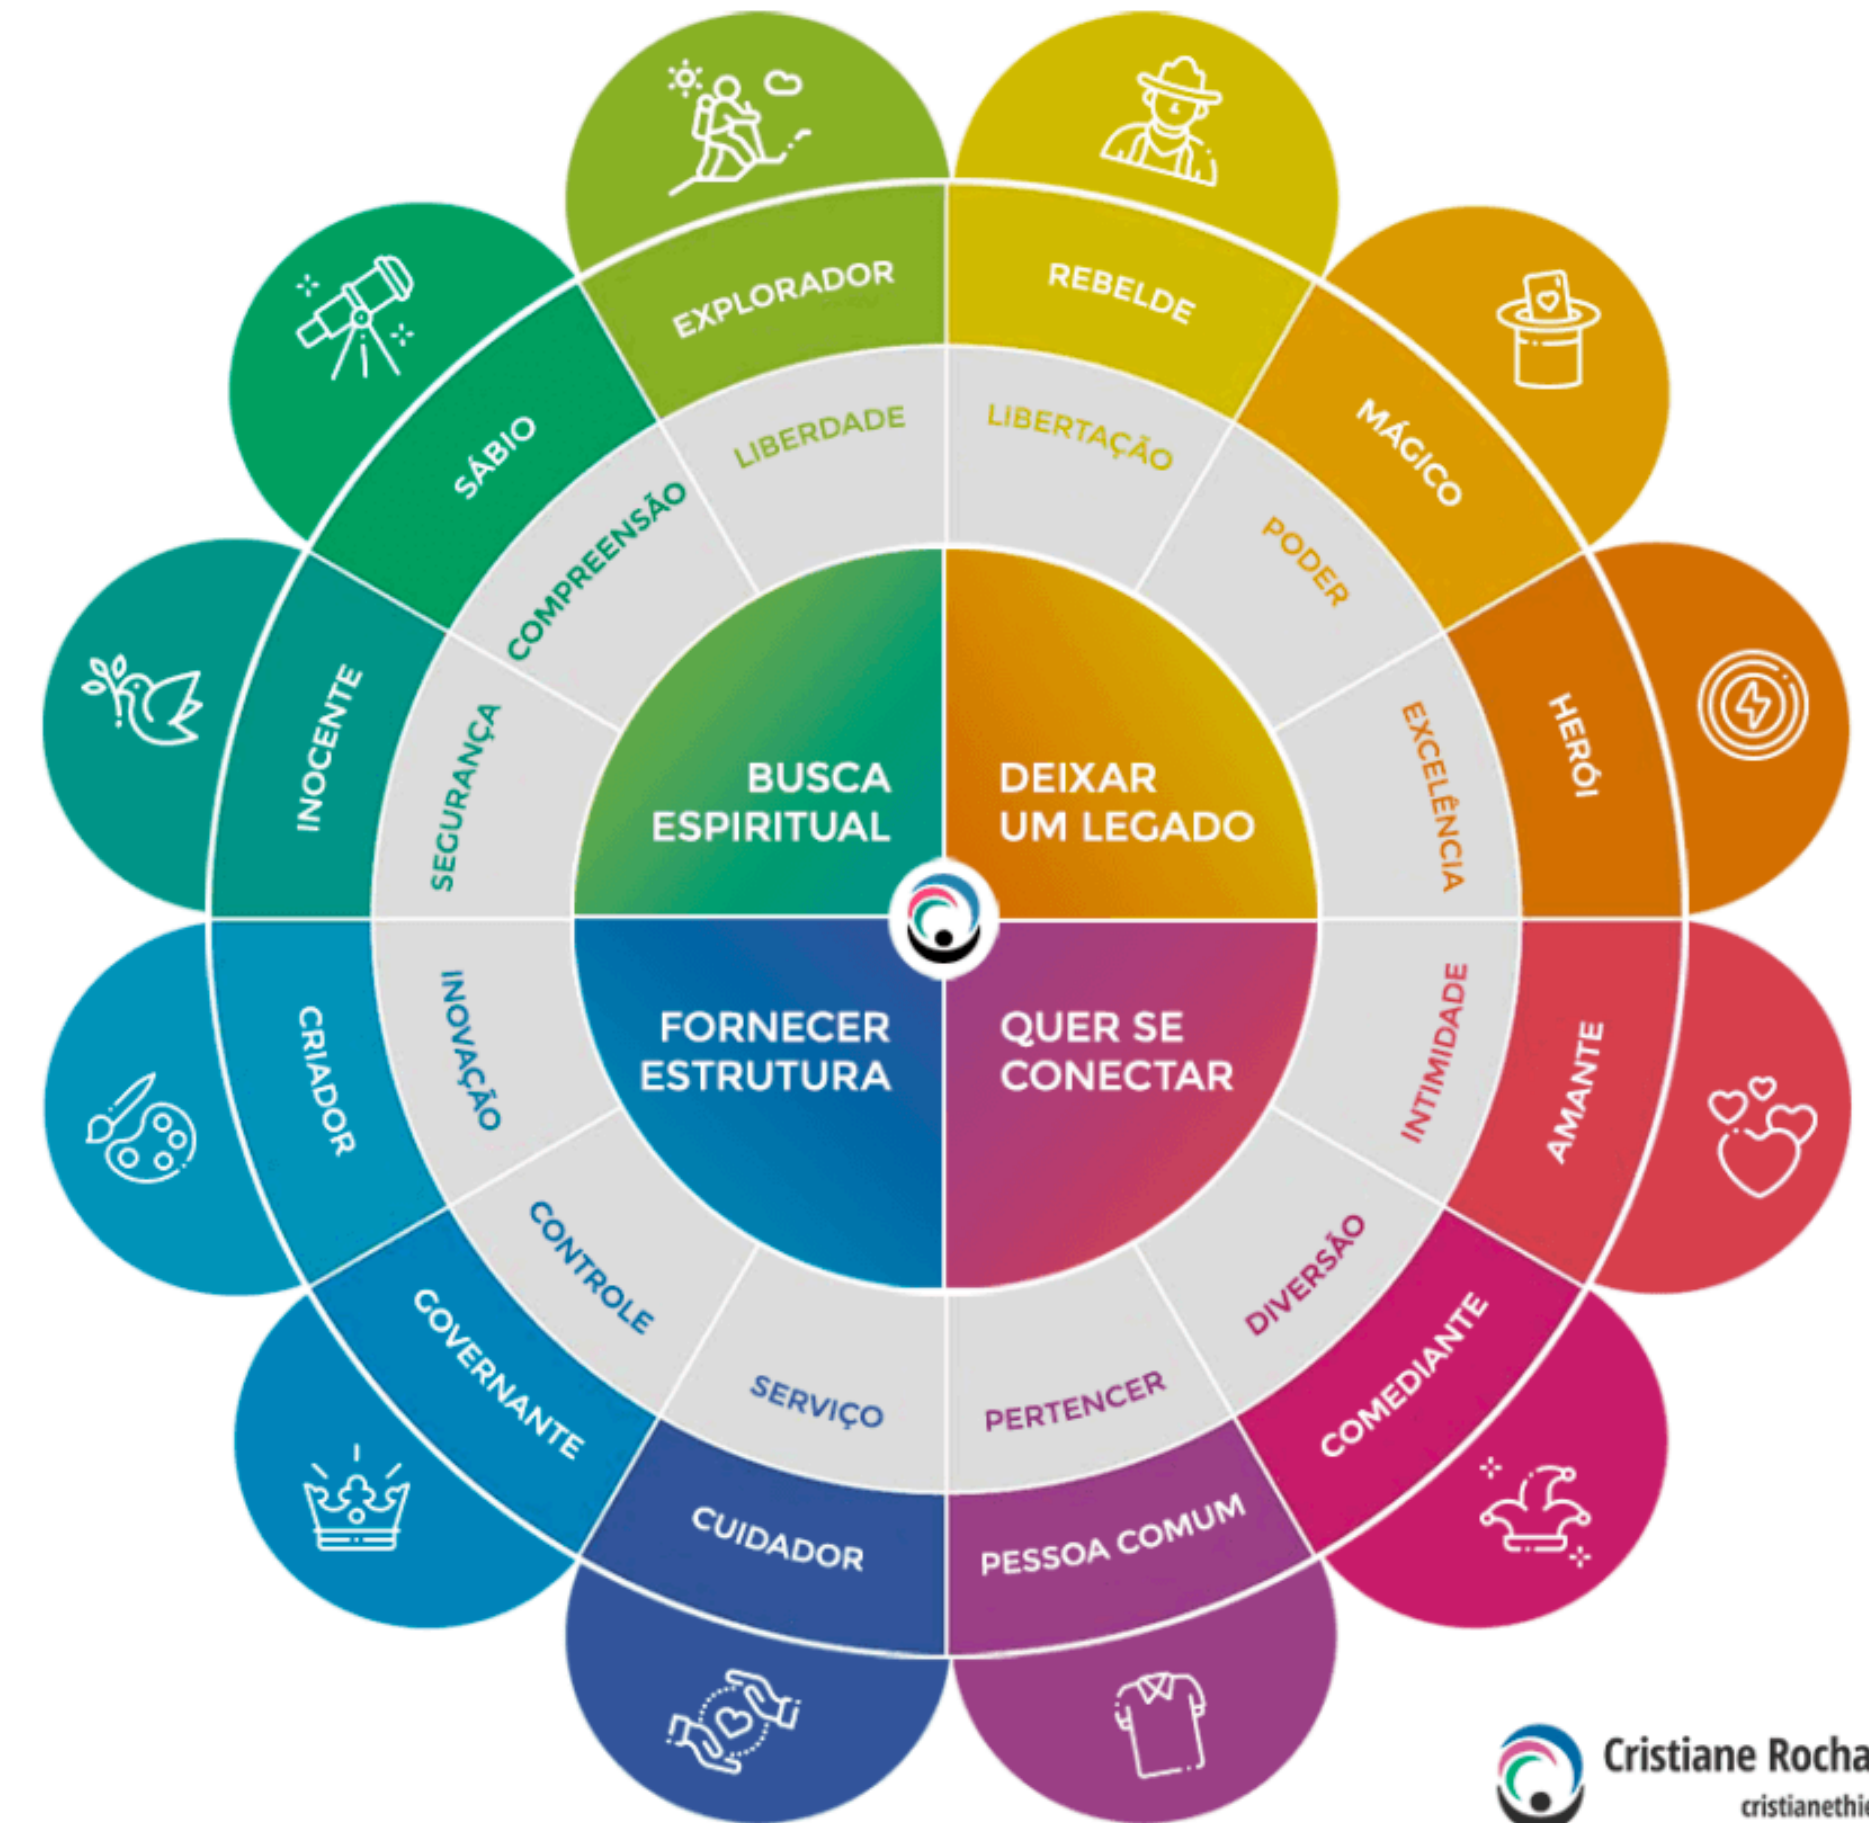 EXPLORADOR
REBELDE
MÁGICO
HERÓI
AMANTE
COMEDIANTE
PESSOA COMUM
CUIDADOR
GOVERNANTE
CRIADOR
INOCENTE
SÁBIO
LIBERDADE
LIBERTAÇÃO
PODER
EXCELÊNCIA
INTIMIDADE
DIVERSÃO
PERTENCER
SERVIÇO
CONTROLE
INOVAÇÃO
SEGURANÇA
COMPREENSÃO
BUSCA
ESPIRITUAL
DEIXAR
UM LEGADO
FORNECER
ESTRUTURA
QUER SE
CONECTAR
Cristiane Rocha
cristianethie